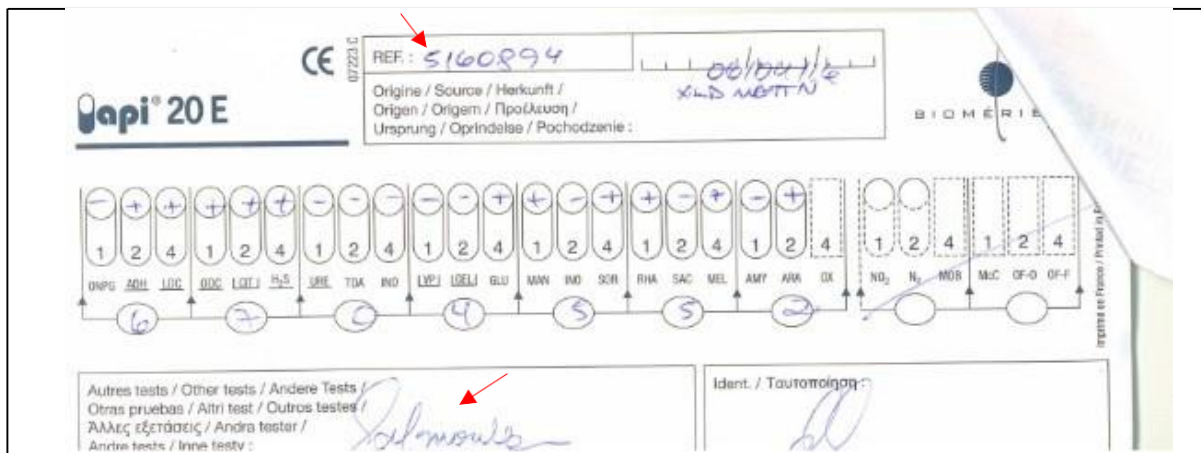 CE
07223 C
REF. : 5160894
api® 20 E
Origine / Source / Herkunft /
Origen / Origem / Προέλευση /
Ursprung / Oprindelse / Pochodzenie :
XLD
BIOMÉRIE
- + + + + + - - - - - + + - + + - + - +
1 2 4 1 2 4 1 2 4 1 2 4 1 2 4 1 2 4 1 2 4 1 2 4 1 2 4
ONPG ADH LDC ODC |CIT| H₂S URE TDA IND |VP| |GEL| GLU MAN INO SOR RHA SAC MEL AMY ARA OX NO₂ N₂ MOB McC OF-O OF-F
6 7 0 4 5 5 2
Imprimé en France / Printed in
Autres tests / Other tests / Andere Tests /
Otras pruebas / Altri test / Outros testes /
Άλλες εξετάσεις / Andra tester /
Andre tests / Inne testy :
Salmonella
Ident. / Ταυτοποίηση :